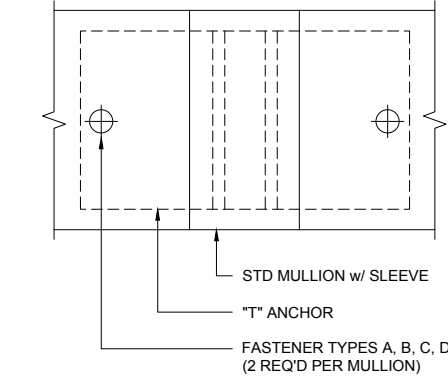 STD MULLION w/ SLEEVE
"T" ANCHOR
FASTENER TYPES A, B, C, D
(2 REQ'D PER MULLION)